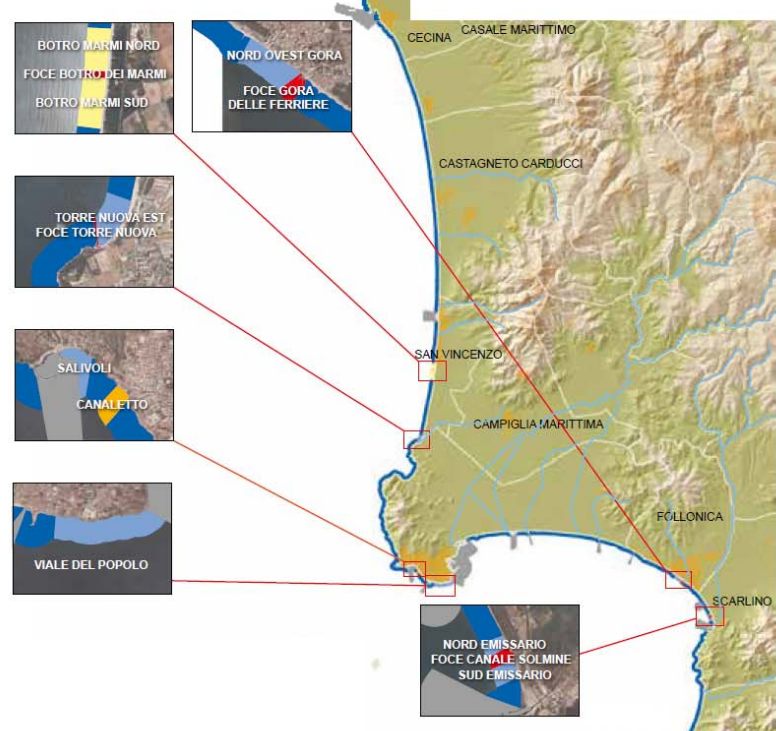 BOTRO MARMI NORD
FOCE BOTRO DEI MARMI
BOTRO MARMI SUD
NORD OVEST GORA
FOCE GORA
DELLE FERRIERE
CECINA
CASALE MARITTIMO
CASTAGNETO CARDUCCI
TORRE NUOVA EST
FOCE TORRE NUOVA
SAN VINCENZO
SALIVOLI
CANALETTO
CAMPIGLIA MARITTIMA
VIALE DEL POPOLO
FOLLONICA
SCARLINO
NORD EMISSARIO
FOCE CANALE SOLMINE
SUD EMISSARIO